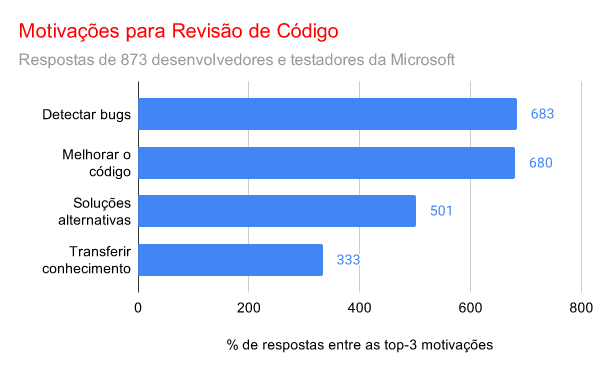 Motivações para Revisão de Código
Respostas de 873 desenvolvedores e testadores da Microsoft
Detectar bugs
683
Melhorar o
código
680
Soluções
alternativas
501
Transferir
conhecimento
333
0
200
400
600
800
% de respostas entre as top-3 motivações